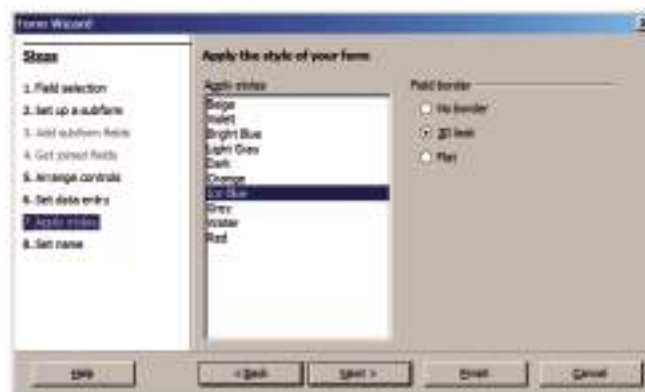 Form Wizard
Steps
1. Field selection
2. Set up a subform
3. Add subform fields
4. Get joined fields
5. Arrange controls
6. Set data entry
7. Apply styles
8. Set name
Apply the style of your form
Apply styles
Beige
Violet
Bright Blue
Light Gray
Dark
Orange
Ice Blue
Grey
Water
Red
Field border
No border
3D look
Flat
Help
< Back
Next >
Finish
Cancel